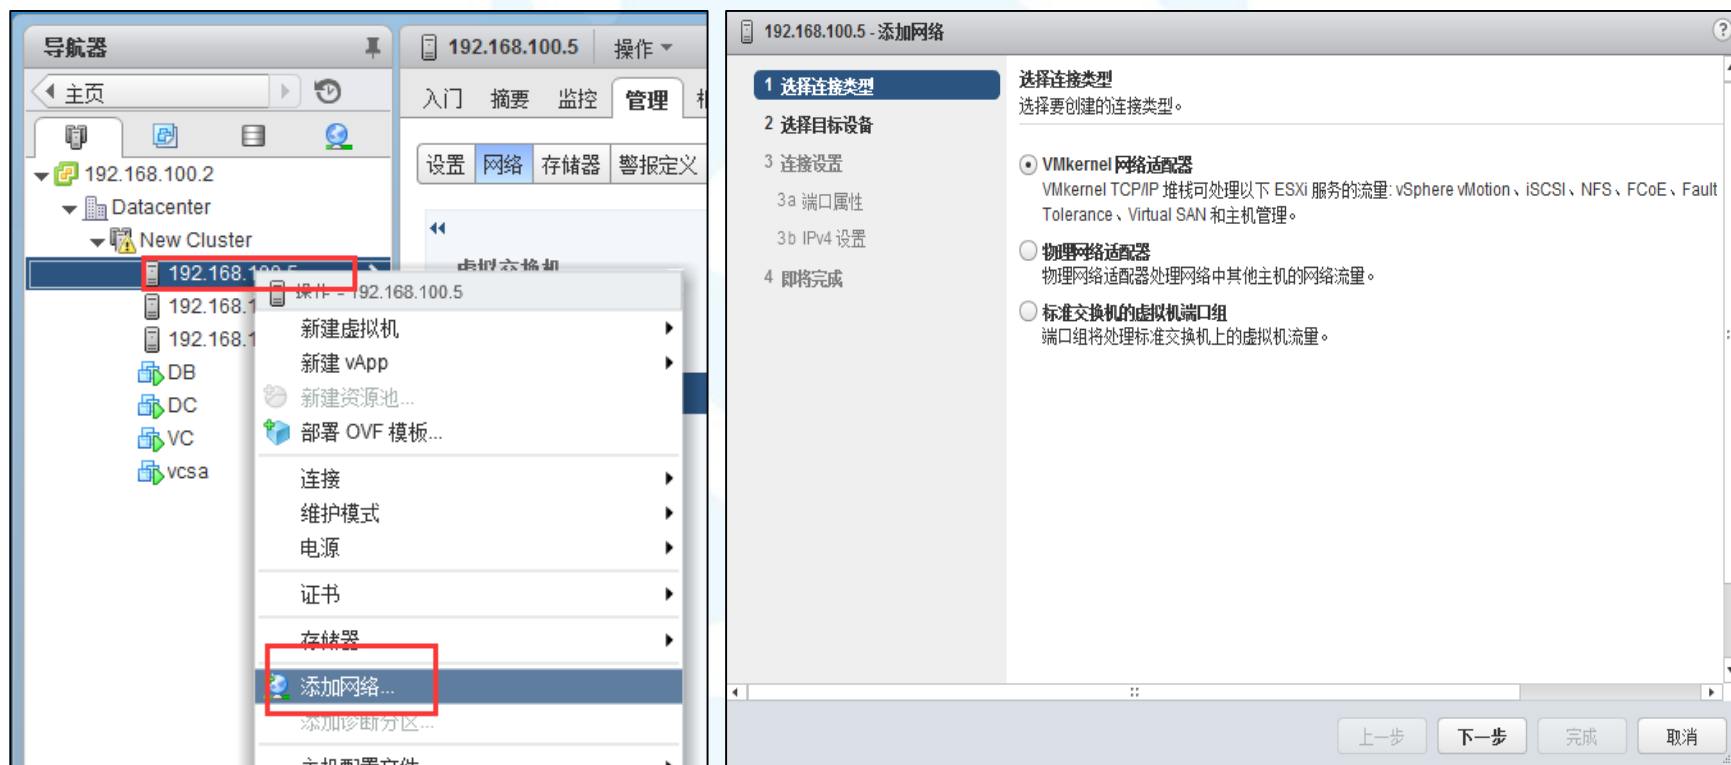 导航器
主页
192.168.100.2
Datacenter
New Cluster
192.168.100.5
192.168.1
192.168.1
DB
DC
VC
vcsa
192.168.100.5 操作
入门 摘要 监控 管理
设置 网络 存储器 警报定义
虚拟交换机
操作 - 192.168.100.5
新建虚拟机
新建 vApp
新建资源池...
部署 OVF 模板...
连接
维护模式
电源
证书
存储器
添加网络...
添加诊断分区...
主机配置文件
192.168.100.5 - 添加网络
1 选择连接类型
2 选择目标设备
3 连接设置
3a 端口属性
3b IPv4 设置
4 即将完成
选择连接类型
选择要创建的连接类型。
VMkernel 网络适配器
VMkernel TCP/IP 堆栈可处理以下 ESXi 服务的流量: vSphere vMotion、iSCSI、NFS、FCoE、Fault
Tolerance、Virtual SAN 和主机管理。
物理网络适配器
物理网络适配器处理网络中其他主机的网络流量。
标准交换机的虚拟机端口组
端口组将处理标准交换机上的虚拟机流量。
上一步 下一步 完成 取消